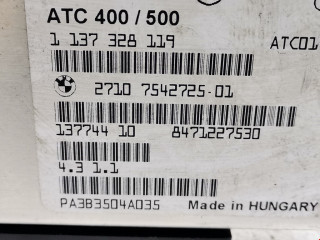 ATC 400 / 500
1 137 328 119 ATC01
2710 7542725-01
137744 10 8471227530
4.3 1.1
PA3B3504A035 Made in HUNGARY